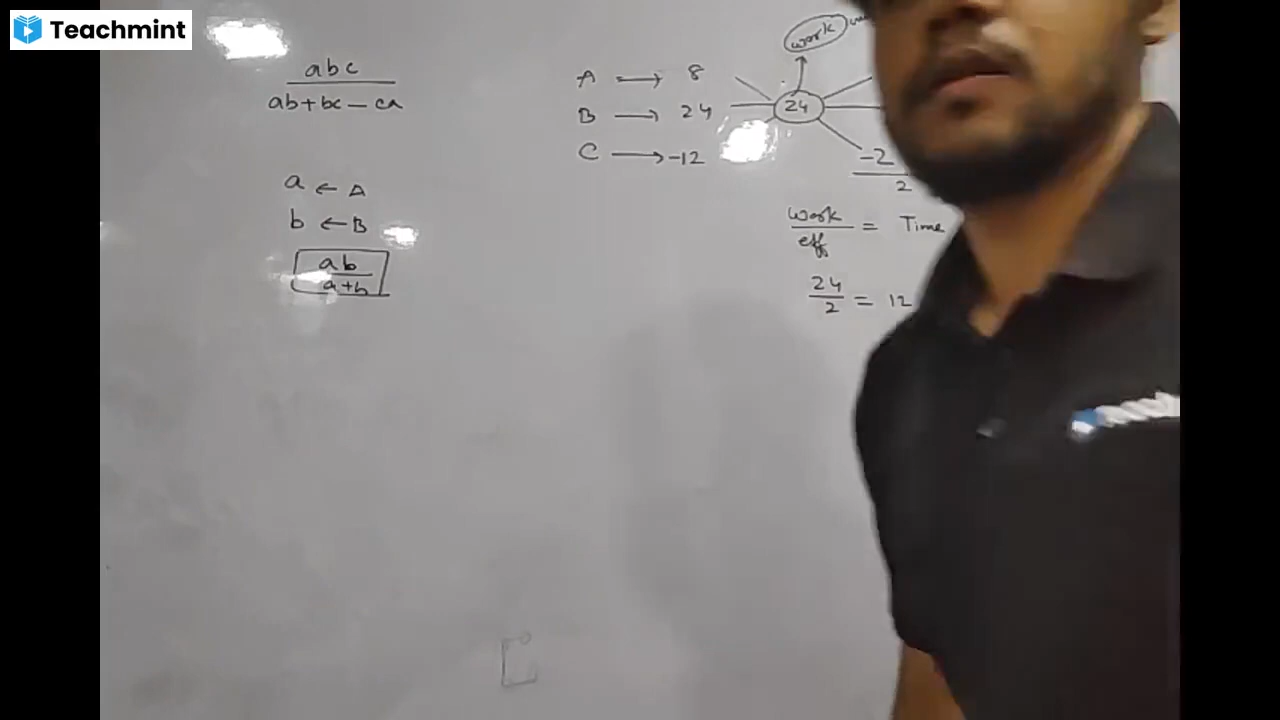 Teachmint
abc
ab+bc-ca
a ← A
b ← B
ab
a+b
A → 8
B → 24
C → -12
24
work
-2
2
work
eff
= Time
24
2
= 12